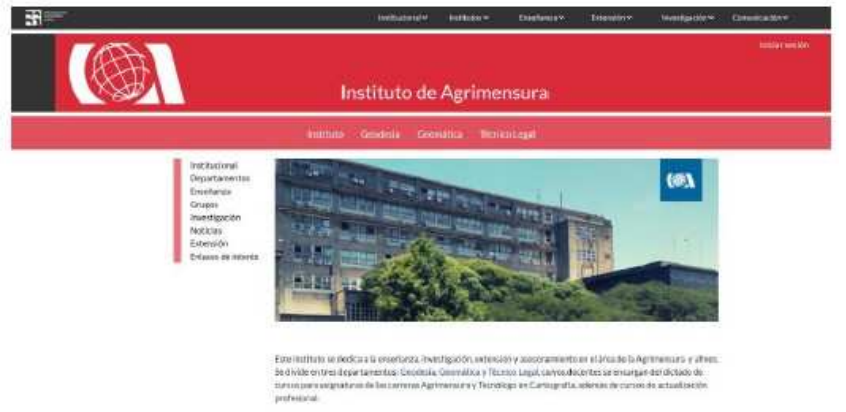 Institucional Institutos Enseñanza Extensión Investigación Comunicación
Iniciar sesión
Instituto de Agrimensura
Instituto Geodesia Geomática Técnico Legal
Institucional
Departamentos
Enseñanza
Grupos
Investigación
Noticias
Extensión
Enlaces de interés
Este instituto se dedica a la enseñanza, investigación, extensión y asesoramiento en el área de la Agrimensura y afines.
Se divide en tres departamentos: Geodesia, Geomática y Técnico Legal, cuyos docentes se encargan del dictado de
cursos para asignaturas de las carreras Agrimensura y Tecnólogo en Cartografía, además de cursos de actualización
profesional.